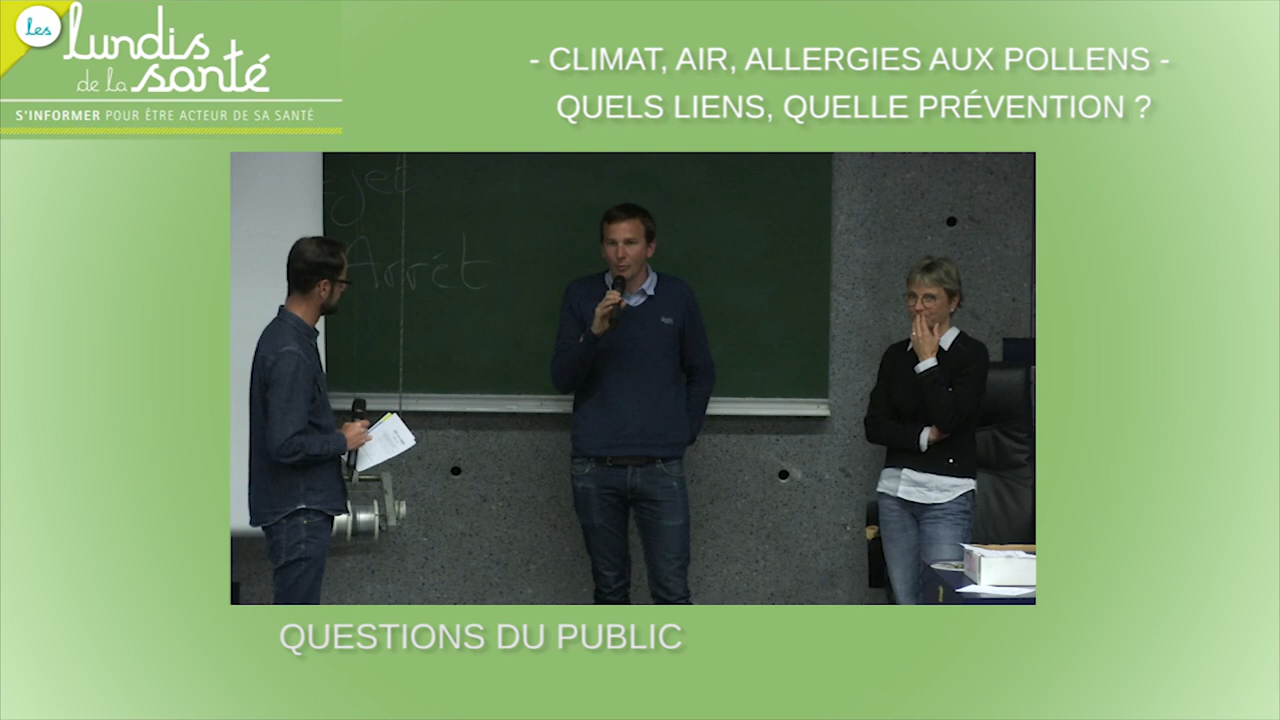 les
lundis
de la santé
S'INFORMER POUR ÊTRE ACTEUR DE SA SANTÉ
- CLIMAT, AIR, ALLERGIES AUX POLLENS -
QUELS LIENS, QUELLE PRÉVENTION ?
Arrêt
QUESTIONS DU PUBLIC